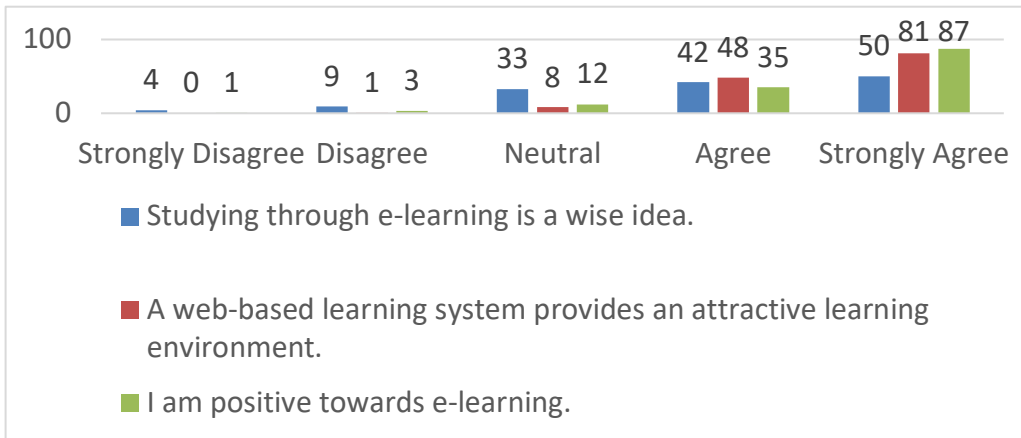 100
0
4 0 1
9 1 3
33 8 12
42 48 35
50 81 87
Strongly Disagree Disagree Neutral Agree Strongly Agree
Studying through e-learning is a wise idea.
A web-based learning system provides an attractive learning
environment.
I am positive towards e-learning.